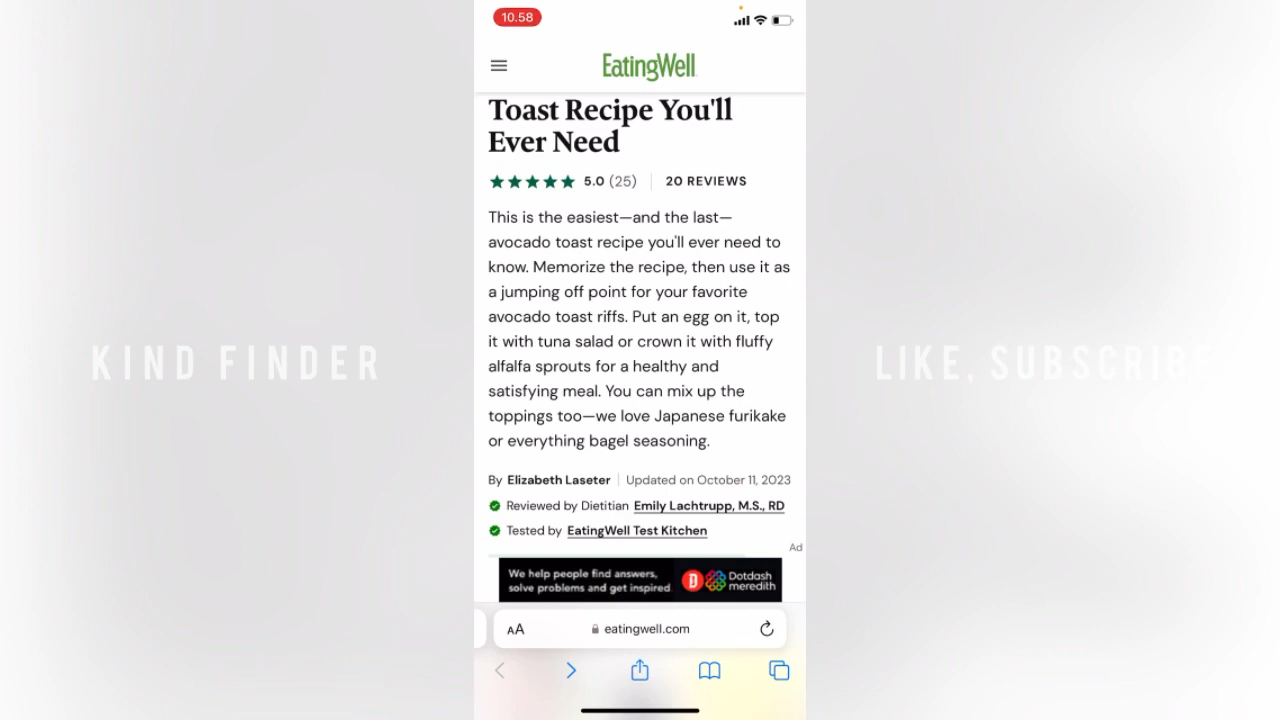 10.58
EatingWell
Toast Recipe You'll
Ever Need
5.0 (25) 20 REVIEWS
This is the easiest—and the last—
avocado toast recipe you'll ever need to
know. Memorize the recipe, then use it as
a jumping off point for your favorite
avocado toast riffs. Put an egg on it, top
it with tuna salad or crown it with fluffy
alfalfa sprouts for a healthy and
satisfying meal. You can mix up the
toppings too—we love Japanese furikake
or everything bagel seasoning.
By Elizabeth Laseter Updated on October 11, 2023
Reviewed by Dietitian Emily Lachtrupp, M.S., RD
Tested by EatingWell Test Kitchen
Ad
We help people find answers,
solve problems and get inspired.
D Dotdash
meredith
AA eatingwell.com
KIND FINDER
LIKE, SUBSCRIBE